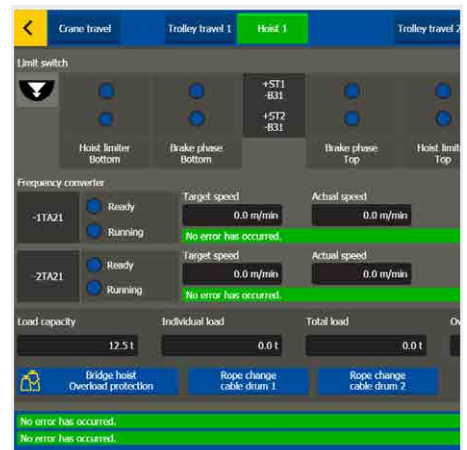 Crane travel Trolley travel 1 Hoist 1 Trolley travel 2
Limit switch
+ST1
-B31
+ST2
-B31
Hoist limiter Brake phase Brake phase Hoist limit
Bottom Bottom Top Top
Frequency converter
Target speed Actual speed
-1TA21 Ready 0.0 m/min 0.0 m/min
Running No error has occurred.
Target speed Actual speed
-2TA21 Ready 0.0 m/min 0.0 m/min
Running No error has occurred.
Load capacity Individual load Total load Ov
12.5 t 0.0 t 0.0 t
Bridge hoist Rope change Rope change
Overload protection cable drum 1 cable drum 2
No error has occurred.
No error has occurred.